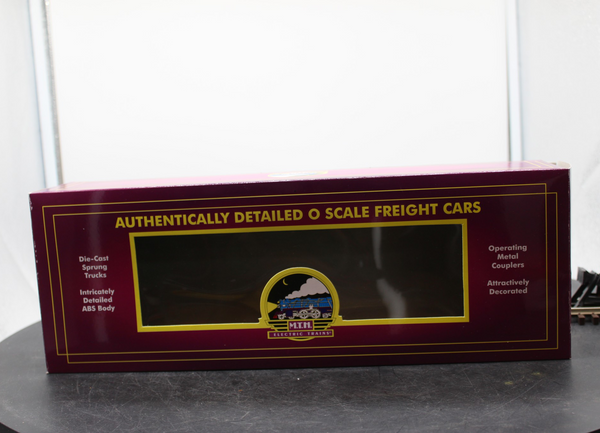 AUTHENTICALLY DETAILED O SCALE FREIGHT CARS
Die-Cast
Sprung
Trucks
Intricately
Detailed
ABS Body
Operating
Metal
Couplers
Attractively
Decorated
M.T.H.
ELECTRIC TRAINS